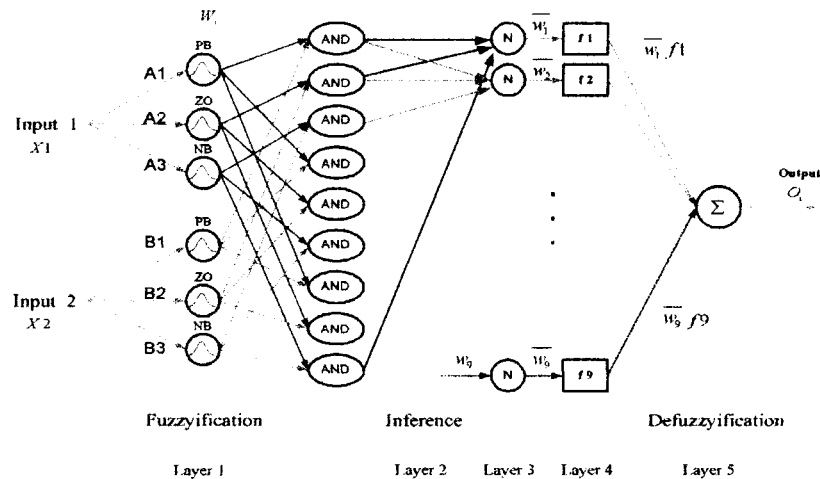 W_i
PB
A1
ZO
A2
Input 1
X1
NB
A3
PB
B1
ZO
B2
Input 2
X2
NB
B3
AND
AND
AND
AND
AND
AND
AND
AND
AND
N
w̅₁
f1
w̅₁ f1
N
w̅₂
f2
Output
O_i
Σ
w̅₉ f9
w₉
N
w̅₉
f9
Fuzzyification
Inference
Defuzzyification
Layer 1
Layer 2
Layer 3
Layer 4
Layer 5